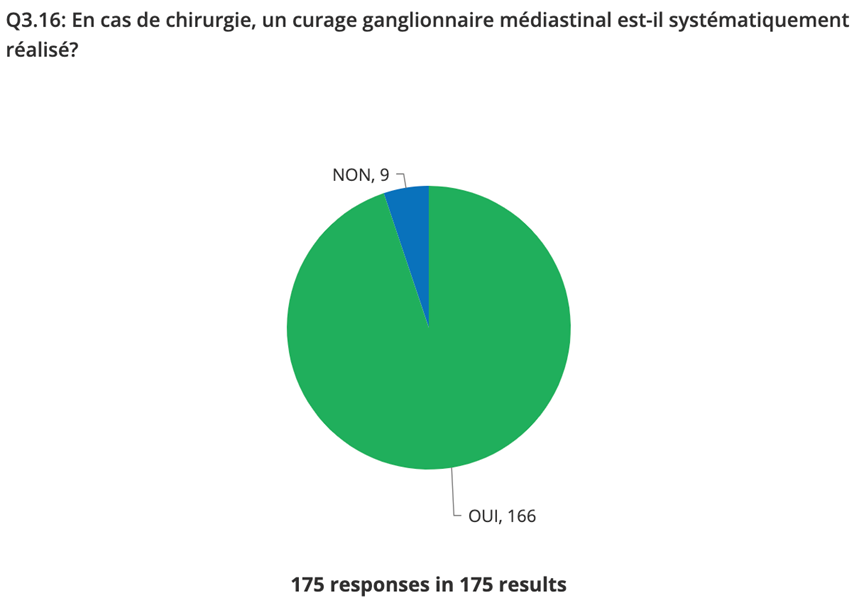 Q3.16: En cas de chirurgie, un curage ganglionnaire médiastinal est-il systématiquement
réalisé?
NON, 9
OUI, 166
175 responses in 175 results